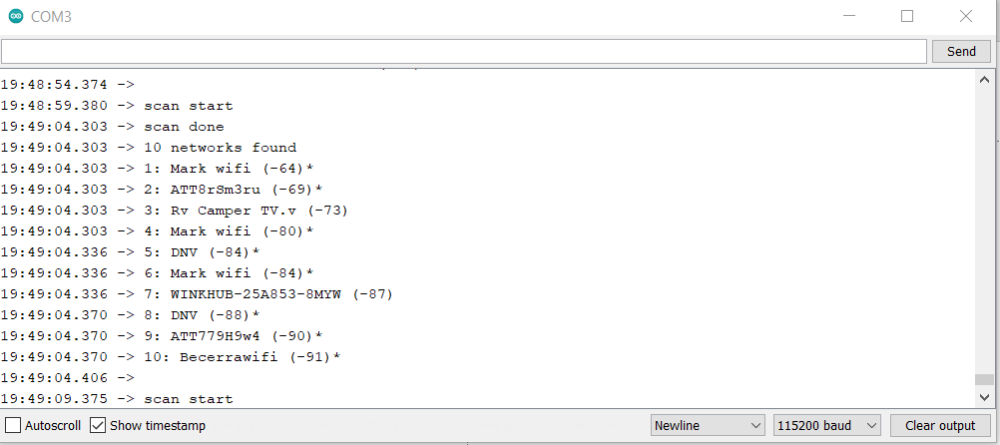 COM3
Send
19:48:54.374 ->
19:48:59.380 -> scan start
19:49:04.303 -> scan done
19:49:04.303 -> 10 networks found
19:49:04.303 -> 1: Mark wifi (-64)*
19:49:04.303 -> 2: ATT8rSm3ru (-69)*
19:49:04.303 -> 3: Rv Camper TV.v (-73)
19:49:04.303 -> 4: Mark wifi (-80)*
19:49:04.336 -> 5: DNV (-84)*
19:49:04.336 -> 6: Mark wifi (-84)*
19:49:04.336 -> 7: WINKHUB-25A853-8MYW (-87)
19:49:04.370 -> 8: DNV (-88)*
19:49:04.370 -> 9: ATT779H9w4 (-90)*
19:49:04.370 -> 10: Becerrawifi (-91)*
19:49:04.406 ->
19:49:09.375 -> scan start
Autoscroll Show timestamp Newline 115200 baud Clear output